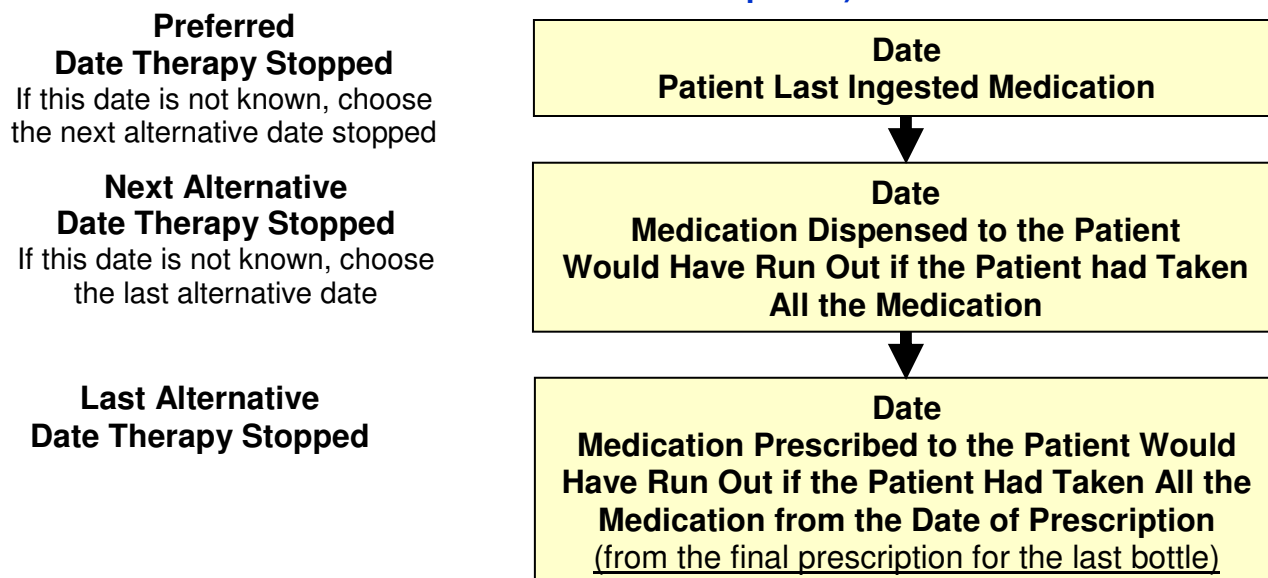 Preferred
Date Therapy Stopped
If this date is not known, choose
the next alternative date stopped
Date
Patient Last Ingested Medication
Next Alternative
Date Therapy Stopped
If this date is not known, choose
the last alternative date
Date
Medication Dispensed to the Patient
Would Have Run Out if the Patient had Taken
All the Medication
Last Alternative
Date Therapy Stopped
Date
Medication Prescribed to the Patient Would
Have Run Out if the Patient Had Taken All the
Medication from the Date of Prescription
(from the final prescription for the last bottle)